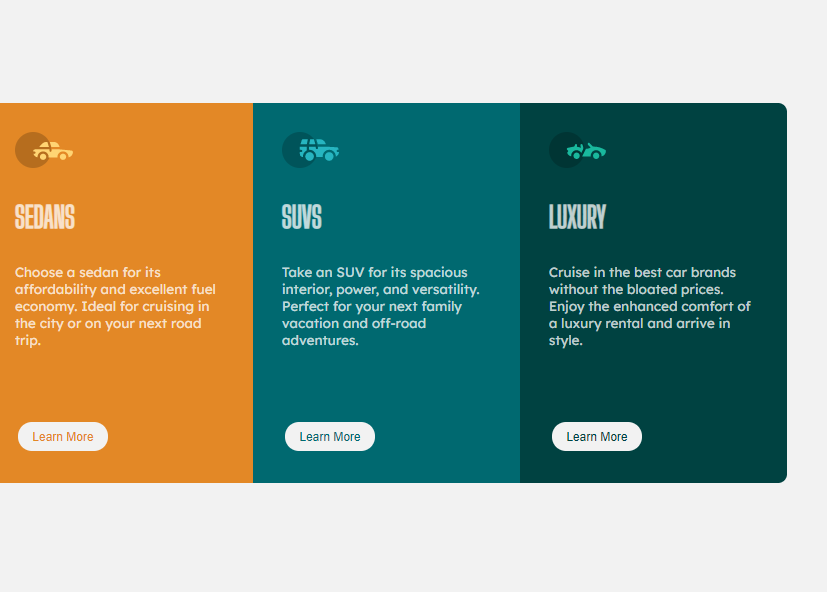 SEDANS
Choose a sedan for its
affordability and excellent fuel
economy. Ideal for cruising in
the city or on your next road
trip.
Learn More
SUVS
Take an SUV for its spacious
interior, power, and versatility.
Perfect for your next family
vacation and off-road
adventures.
Learn More
LUXURY
Cruise in the best car brands
without the bloated prices.
Enjoy the enhanced comfort of
a luxury rental and arrive in
style.
Learn More